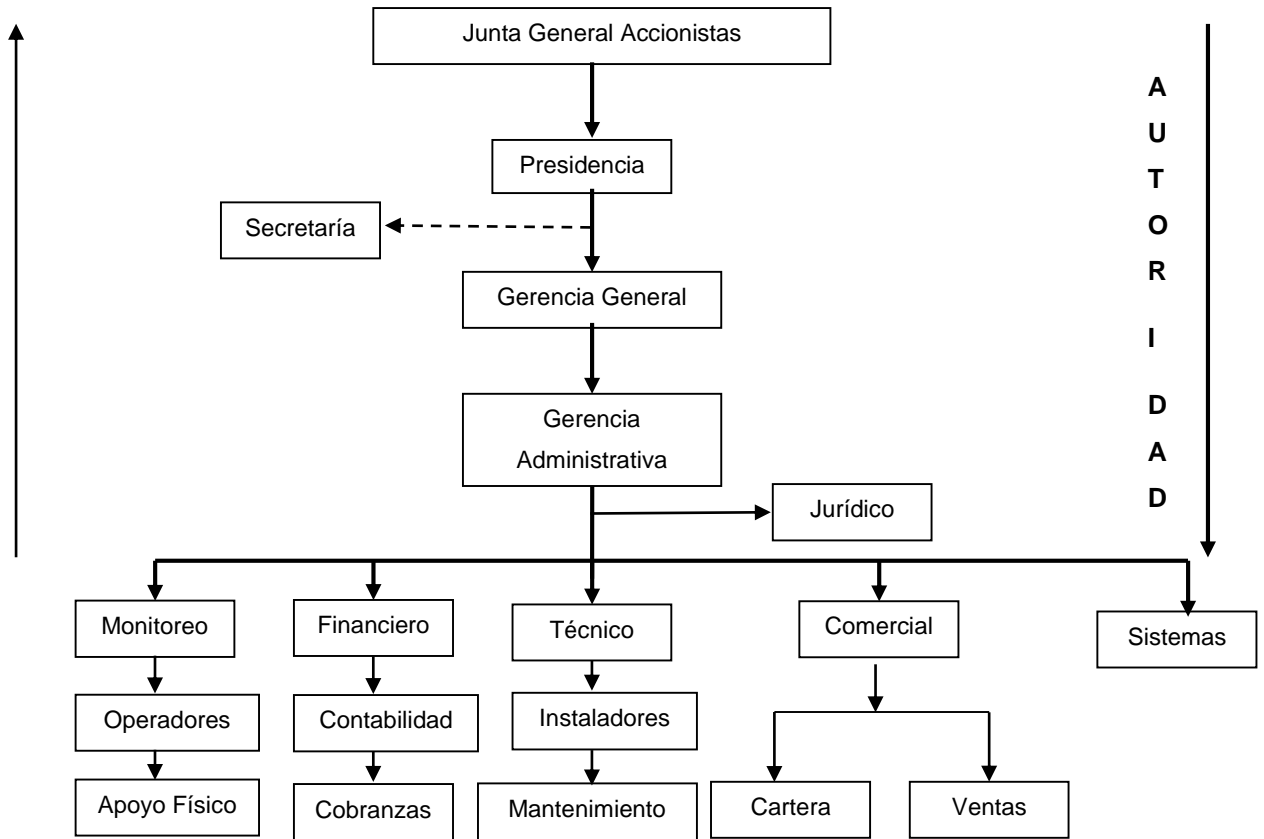 Junta General Accionistas
Presidencia
Secretaría
Gerencia General
Gerencia
Administrativa
Jurídico
A
U
T
O
R
I
D
A
D
Monitoreo
Financiero
Técnico
Comercial
Sistemas
Operadores
Contabilidad
Instaladores
Apoyo Físico
Cobranzas
Mantenimiento
Cartera
Ventas